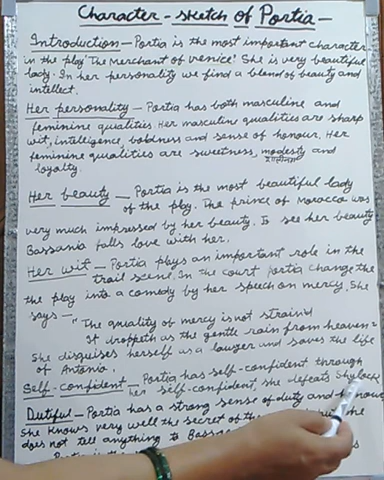 Character - sketch of Portia -
Introduction - Portia is the most important character
in the play 'The Merchant of Venice'. She is very beautiful
lady. In her personality we find a blend of beauty and
intellect.
Her personality - Portia has both masculine and
feminine qualities. Her masculine qualities are sharp
wit, intelligence, boldness and sense of honour. Her
feminine qualities are sweetness, modesty and
loyalty.
Her beauty - Portia is the most beautiful lady
of the play. The prince of Morocco was
very much impressed by her beauty. To see her beauty
Bassanio falls love with her.
Her wit - Portia plays an important role in the
trail scene. In the court Portia change the
the play into a comedy by her speech on mercy. She
says -
"The quality of mercy is not strain'd
It droppeth as the gentle rain from heaven"
She disguises herself as a lawyer and saves the life
of Antonio.
Self-confident - Portia has self-confident through
her self-confident she defeats Shylock
Dutiful - Portia has a strong sense of duty and
She knows very well the secret of the
does not tell anything to
Portia is the